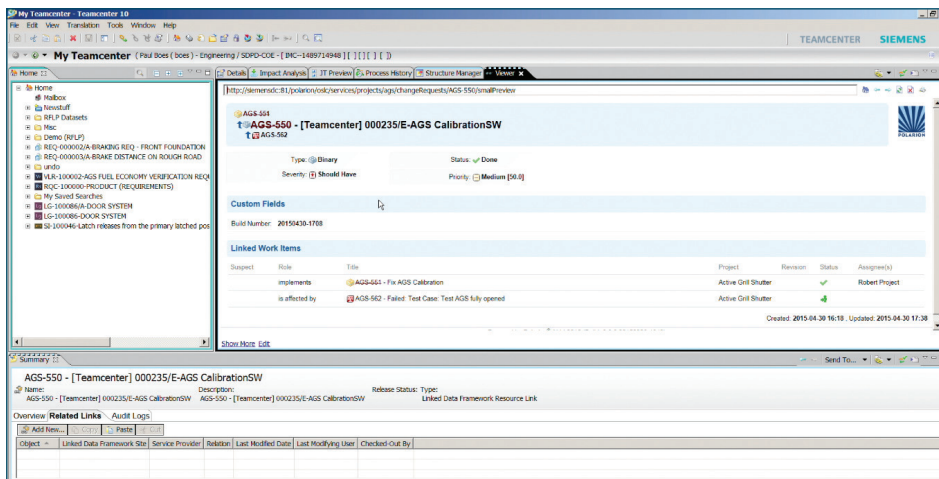 My Teamcenter - Teamcenter 10
File Edit View Translation Tools Window Help
TEAMCENTER SIEMENS
My Teamcenter ( Paul Boes ( boes ) - Engineering / SDPD-COE - [ IMC--1489714948 ] [ ] [ ] [ ] [ ] )
Home
Details Impact Analysis JT Preview Process History Structure Manager Viewer
http://siemensdc:81/polarion/oslc/services/projects/ags/changeRequests/AGS-550/smallPreview
Home
Mailbox
Newstuff
RFLP Datasets
Misc
Demo (RFLP)
REQ-000002/A-BRAKING REQ - FRONT FOUNDATION
REQ-000003/A-BRAKE DISTANCE ON ROUGH ROAD
undo
VLR-100002-AGS FUEL ECONOMY VERIFICATION REQU
RQC-100000-PRODUCT (REQUIREMENTS)
My Saved Searches
LG-100086/A-DOOR SYSTEM
LG-100086-DOOR SYSTEM
SI-100046-Latch releases from the primary latched pos
AGS-551
AGS-550 - [Teamcenter] 000235/E-AGS CalibrationSW
AGS-562
POLARION
Type: Binary Status: Done
Severity: Should Have Priority: Medium [50.0]
Custom Fields
Build Number: 20150430-1708
Linked Work Items
Suspect Role Title Project Revision Status Assignee(s)
implements AGS-551 - Fix AGS Calibration Active Grill Shutter Robert Project
is affected by AGS-562 - Failed: Test Case: Test AGS fully opened Active Grill Shutter
Created: 2015-04-30 16:18 , Updated: 2015-04-30 17:38
Show More Edit
Summary
Send To...
AGS-550 - [Teamcenter] 000235/E-AGS CalibrationSW
Name: Description: Release Status: Type:
AGS-550 - [Teamcenter] 000235/E-AGS CalibrationSW AGS-550 - [Teamcenter] 000235/E-AGS CalibrationSW Linked Data Framework Resource Link
Overview Related Links Audit Logs
Add New... Copy Paste Cut
Object Linked Data Framework Site Service Provider Relation Last Modified Date Last Modifying User Checked-Out By